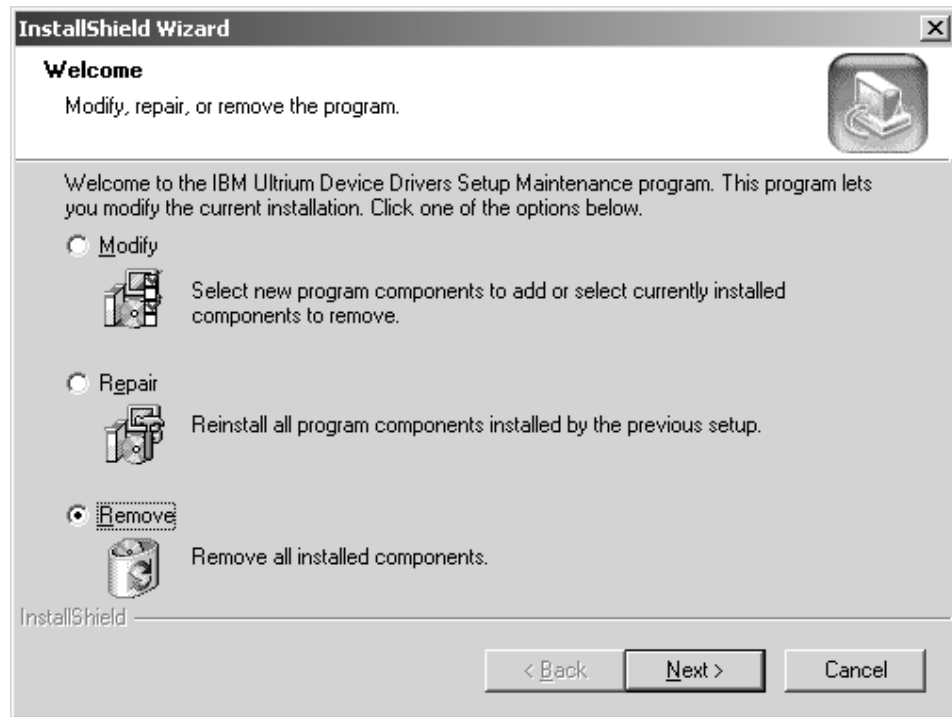 InstallShield Wizard
Welcome
Modify, repair, or remove the program.
Welcome to the IBM Ultrium Device Drivers Setup Maintenance program. This program lets
you modify the current installation. Click one of the options below.
Modify
Select new program components to add or select currently installed
components to remove.
Repair
Reinstall all program components installed by the previous setup.
Remove
Remove all installed components.
InstallShield
< Back
Next >
Cancel